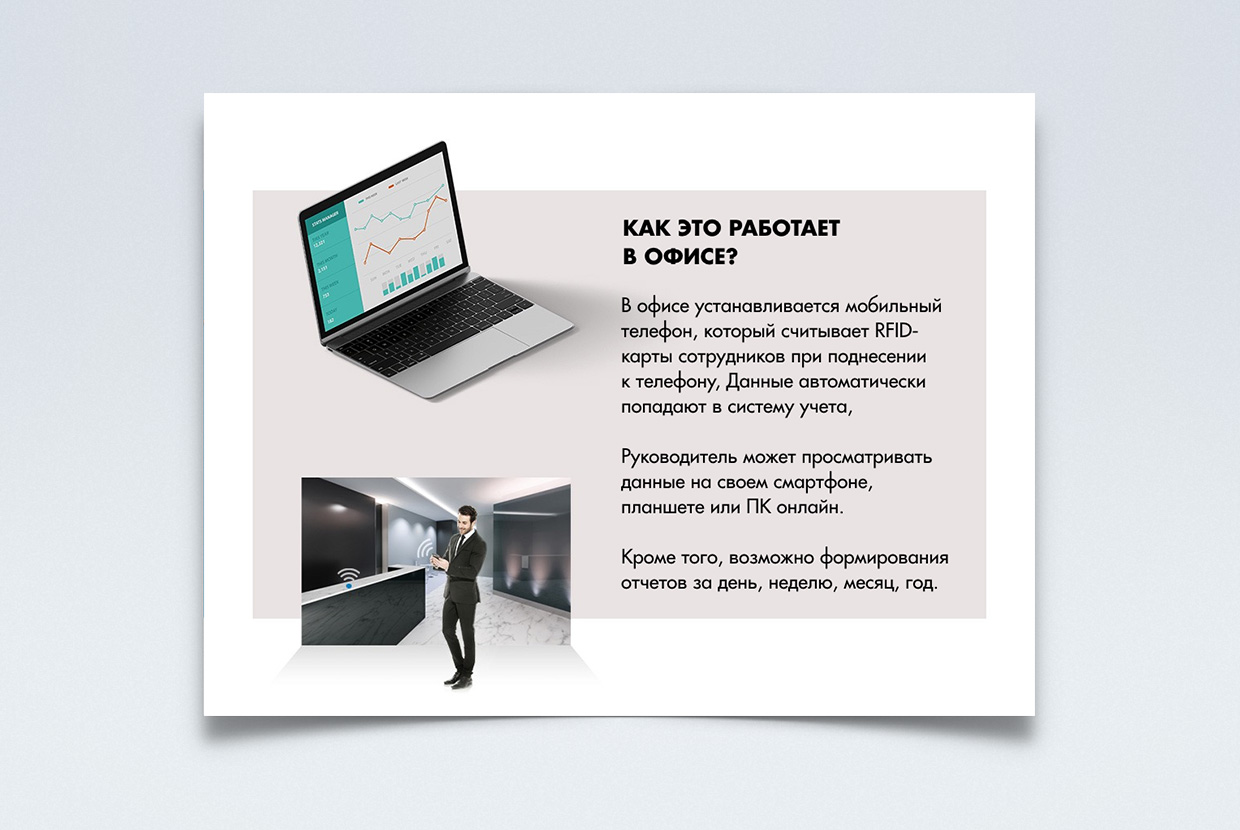 STATS MANAGER
КАК ЭТО РАБОТАЕТ
В ОФИСЕ?
В офисе устанавливается мобильный
телефон, который считывает RFID-
карты сотрудников при поднесении
к телефону, Данные автоматически
попадают в систему учета,
Руководитель может просматривать
данные на своем смартфоне,
планшете или ПК онлайн.
Кроме того, возможно формирования
отчетов за день, неделю, месяц, год.